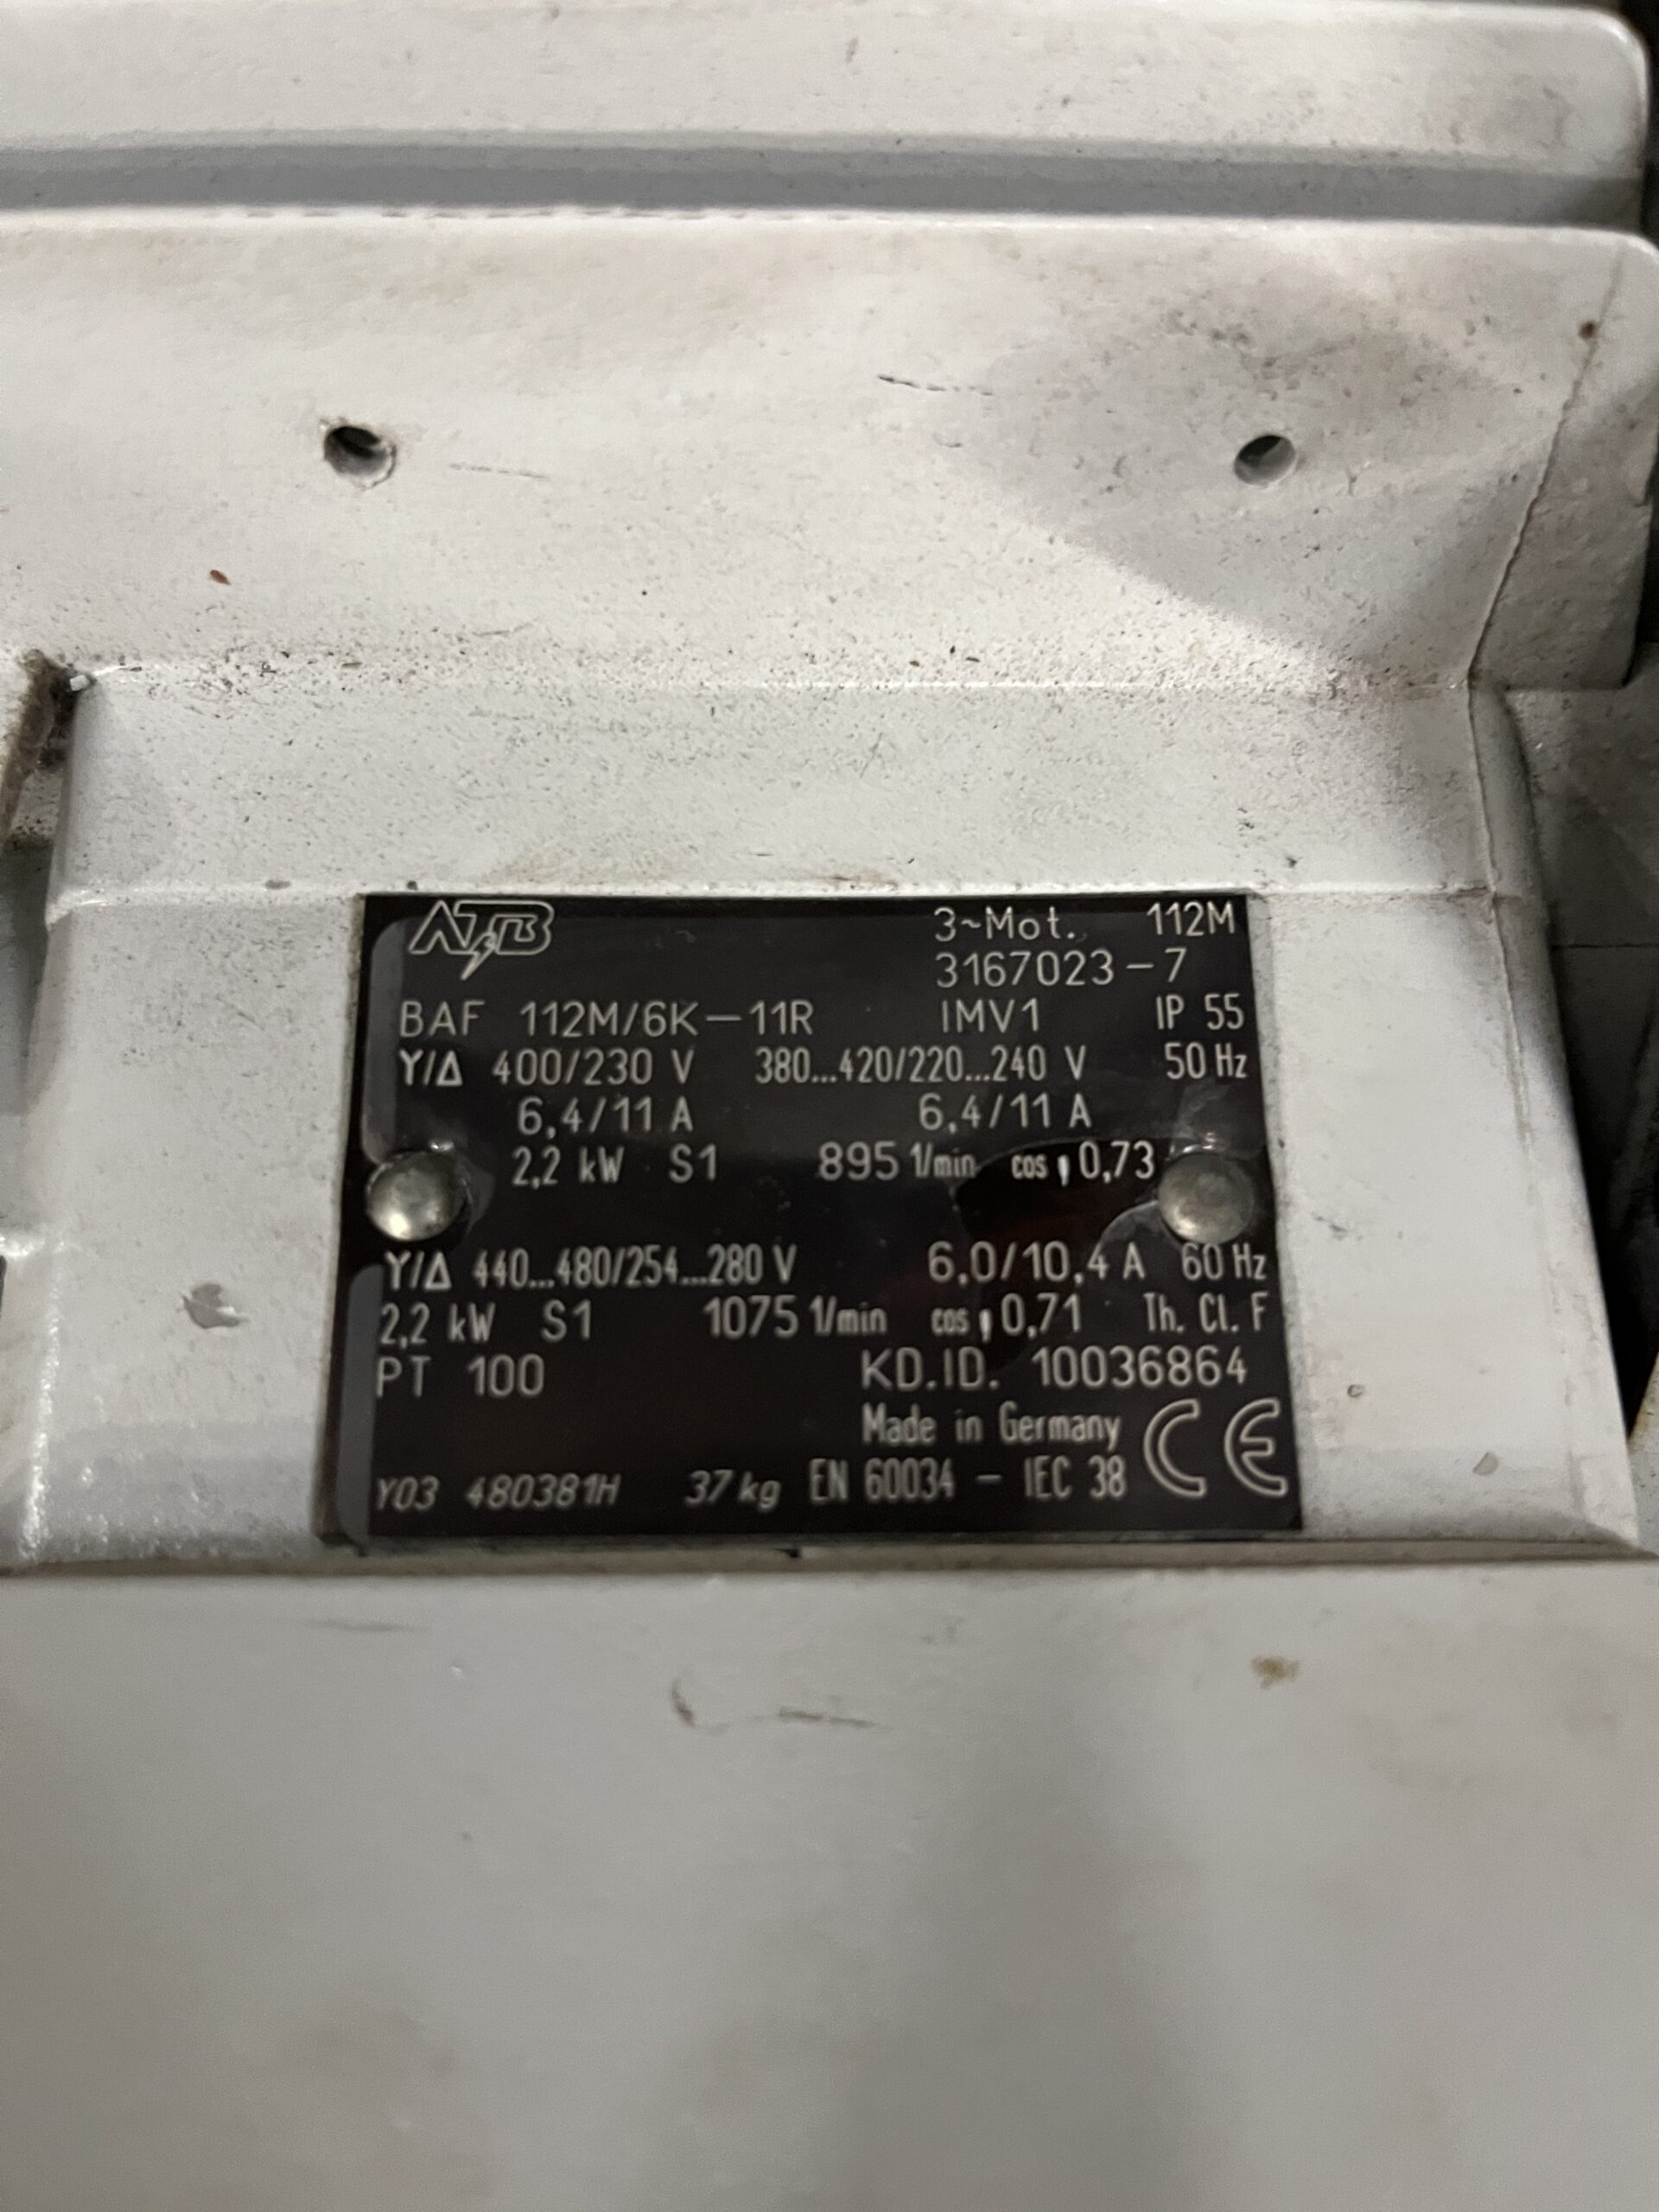 ATB 3~Mot. 112M
3167023-7
BAF 112M/6K-11R IMV1 IP 55
Y/Δ 400/230 V 380...420/220...240 V 50 Hz
6,4/11 A 6,4/11 A
2,2 kW S1 895 1/min cos φ 0,73
Y/Δ 440...480/254...280 V 6,0/10,4 A 60 Hz
2,2 kW S1 1075 1/min cos φ 0,71 Th. Cl. F
PT 100 KD.ID. 10036864
Made in Germany CE
Y03 480381H 37 kg EN 60034 - IEC 38